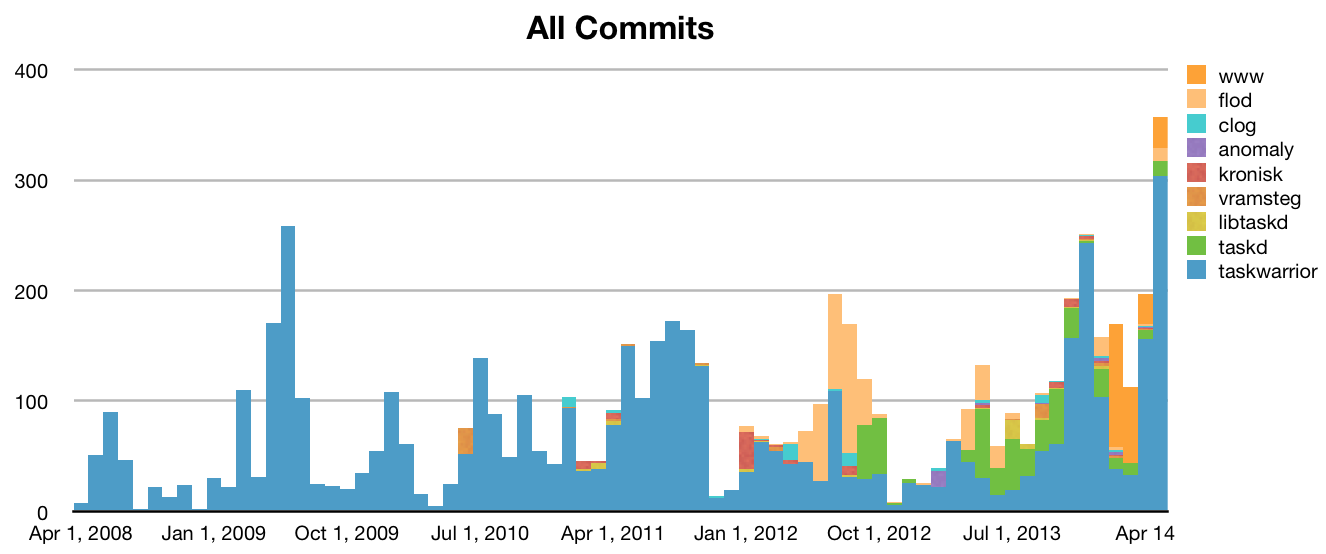 All Commits
400
300
200
100
0
Apr 1, 2008 Jan 1, 2009 Oct 1, 2009 Jul 1, 2010 Apr 1, 2011 Jan 1, 2012 Oct 1, 2012 Jul 1, 2013 Apr 14
www
flod
clog
anomaly
kronisk
vramsteg
libtaskd
taskd
taskwarrior